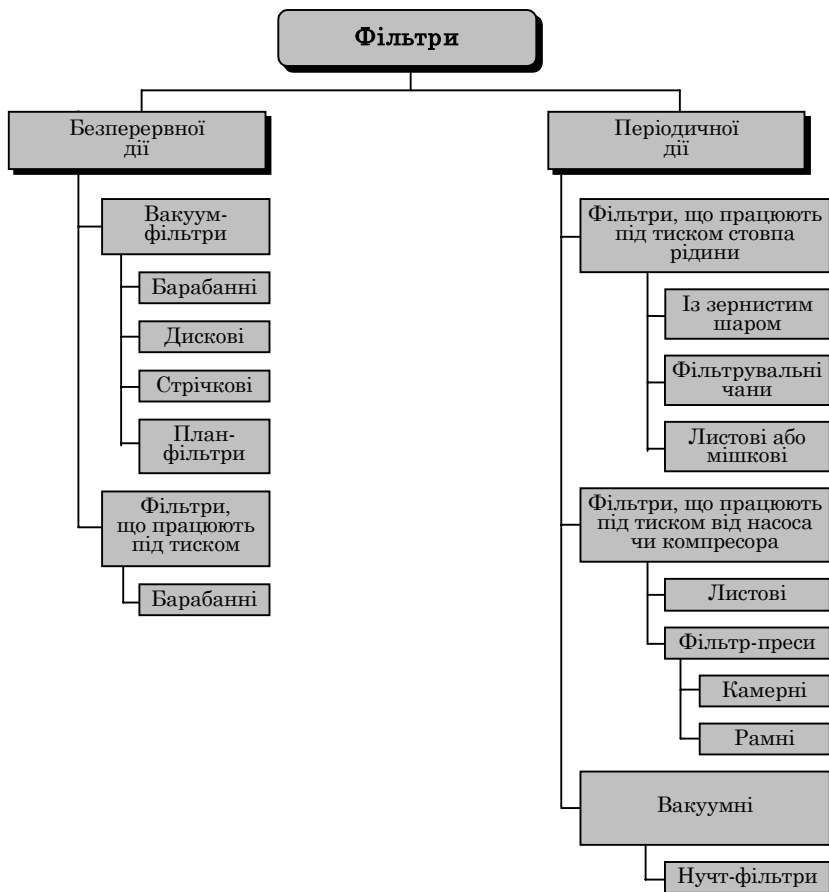 Фільтри
Безперервної
дії
Вакуум-
фільтри
Барабанні
Дискові
Стрічкові
План-
фільтри
Фільтри,
що працюють
під тиском
Барабанні
Періодичної
дії
Фільтри, що працюють
під тиском стовпа
рідини
Із зернистим
шаром
Фільтрувальні
чани
Листові або
мішкові
Фільтри, що працюють
під тиском від насоса
чи компресора
Листові
Фільтр-преси
Камерні
Рамні
Вакуумні
Нучт-фільтри